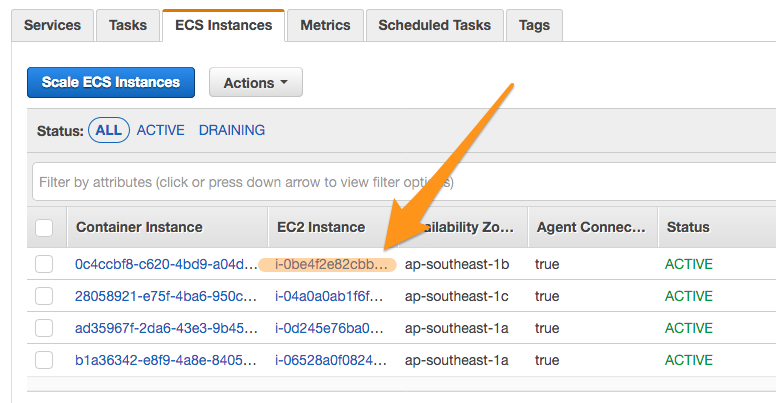 Services Tasks ECS Instances Metrics Scheduled Tasks Tags
Scale ECS Instances Actions
Status: ALL ACTIVE DRAINING
Filter by attributes (click or press down arrow to view filter options)
Container Instance EC2 Instance ailability Zo... Agent Connec... Status
0c4ccbf8-c620-4bd9-a04d... i-0be4f2e82cbb... ap-southeast-1b true ACTIVE
28058921-e75f-4ba6-950c... i-04a0a0ab1f6f... ap-southeast-1c true ACTIVE
ad35967f-2da6-43e3-9b45... i-0d245e76ba0... ap-southeast-1a true ACTIVE
b1a36342-e8f9-4a8e-8405... i-06528a0f0824... ap-southeast-1a true ACTIVE